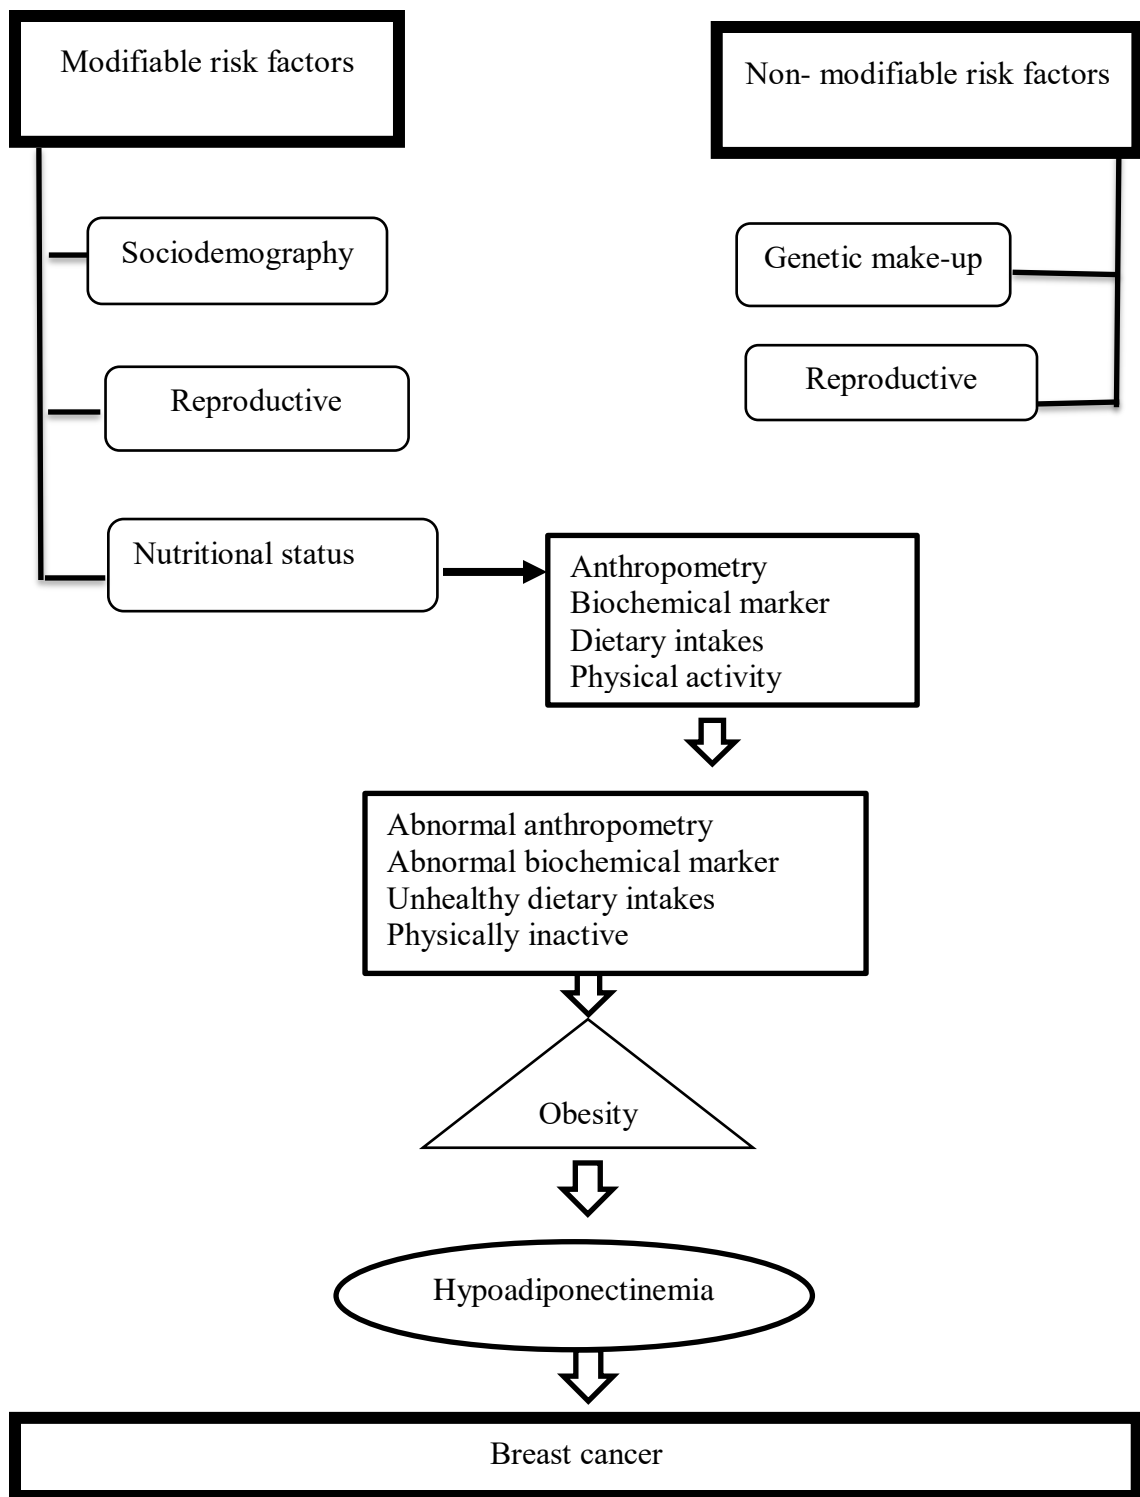 Modifiable risk factors
Non- modifiable risk factors
Sociodemography
Genetic make-up
Reproductive
Reproductive
Nutritional status
Anthropometry
Biochemical marker
Dietary intakes
Physical activity
Abnormal anthropometry
Abnormal biochemical marker
Unhealthy dietary intakes
Physically inactive
Obesity
Hypoadiponectinemia
Breast cancer